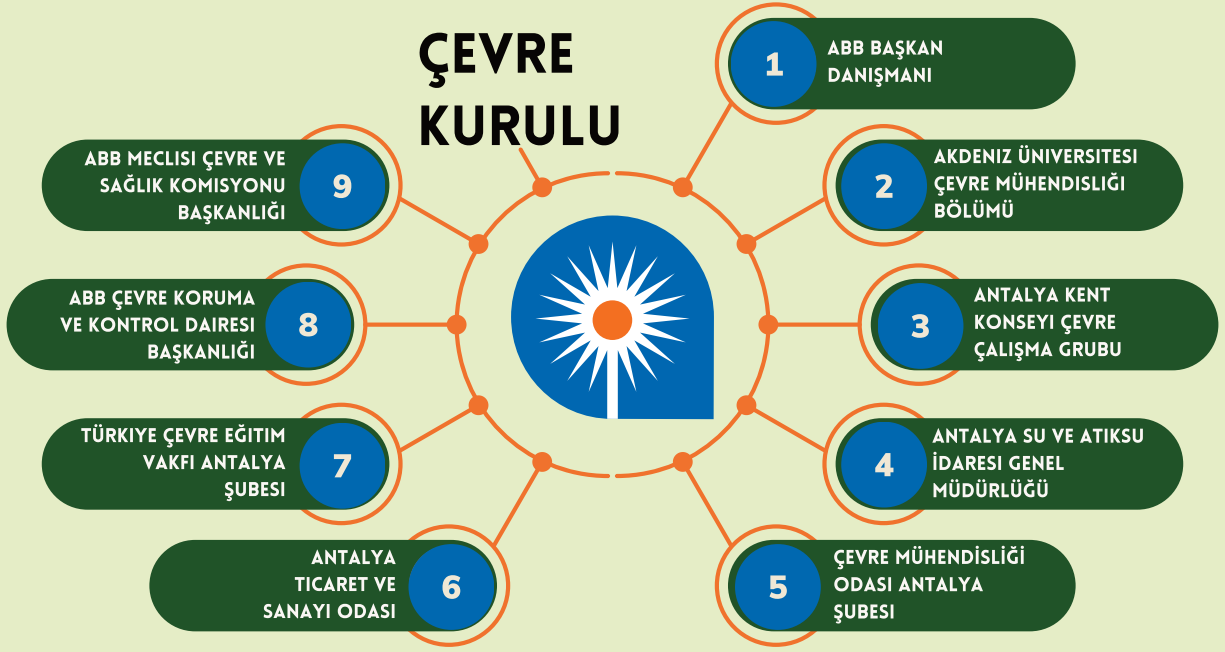 ÇEVRE
KURULU
1
ABB BAŞKAN
DANIŞMANI
2
AKDENIZ ÜNIVERSITESI
ÇEVRE MÜHENDISLIĞI
BÖLÜMÜ
3
ANTALYA KENT
KONSEYI ÇEVRE
ÇALIŞMA GRUBU
4
ANTALYA SU VE ATIKSU
İDARESI GENEL
MÜDÜRLÜĞÜ
5
ÇEVRE MÜHENDİSLİĞİ
ODASI ANTALYA
ŞUBESI
6
ANTALYA
TICARET VE
SANAYI ODASI
7
TÜRKIYE ÇEVRE EĞITIM
VAKFI ANTALYA
ŞUBESI
8
ABB ÇEVRE KORUMA
VE KONTROL DAIRESI
BAŞKANLIĞI
9
ABB MECLISI ÇEVRE VE
SAĞLIK KOMISYONU
BAŞKANLIĞI